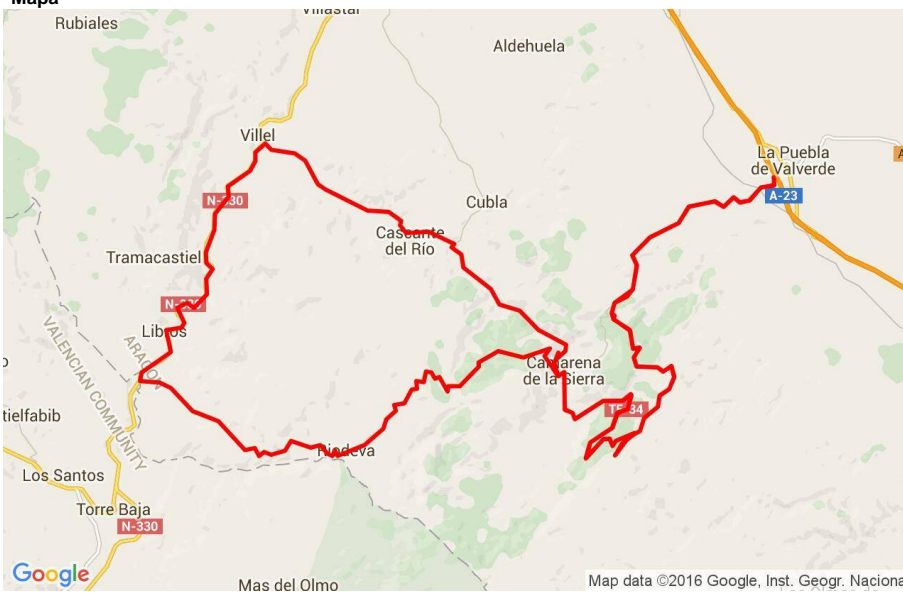 Mapa
Rubiales
Villastar
Aldehuela
Villel
La Puebla
de Valverde
A-23
N-330
Cubla
Cascante
del Río
Tramacastiel
N-330
Libros
VALENCIAN COMMUNITY
ARAGON
Camarena
de la Sierra
tielfabib
Riodeva
Los Santos
Torre Baja
N-330
Mas del Olmo
Google
Map data ©2016 Google, Inst. Geogr. Naciona